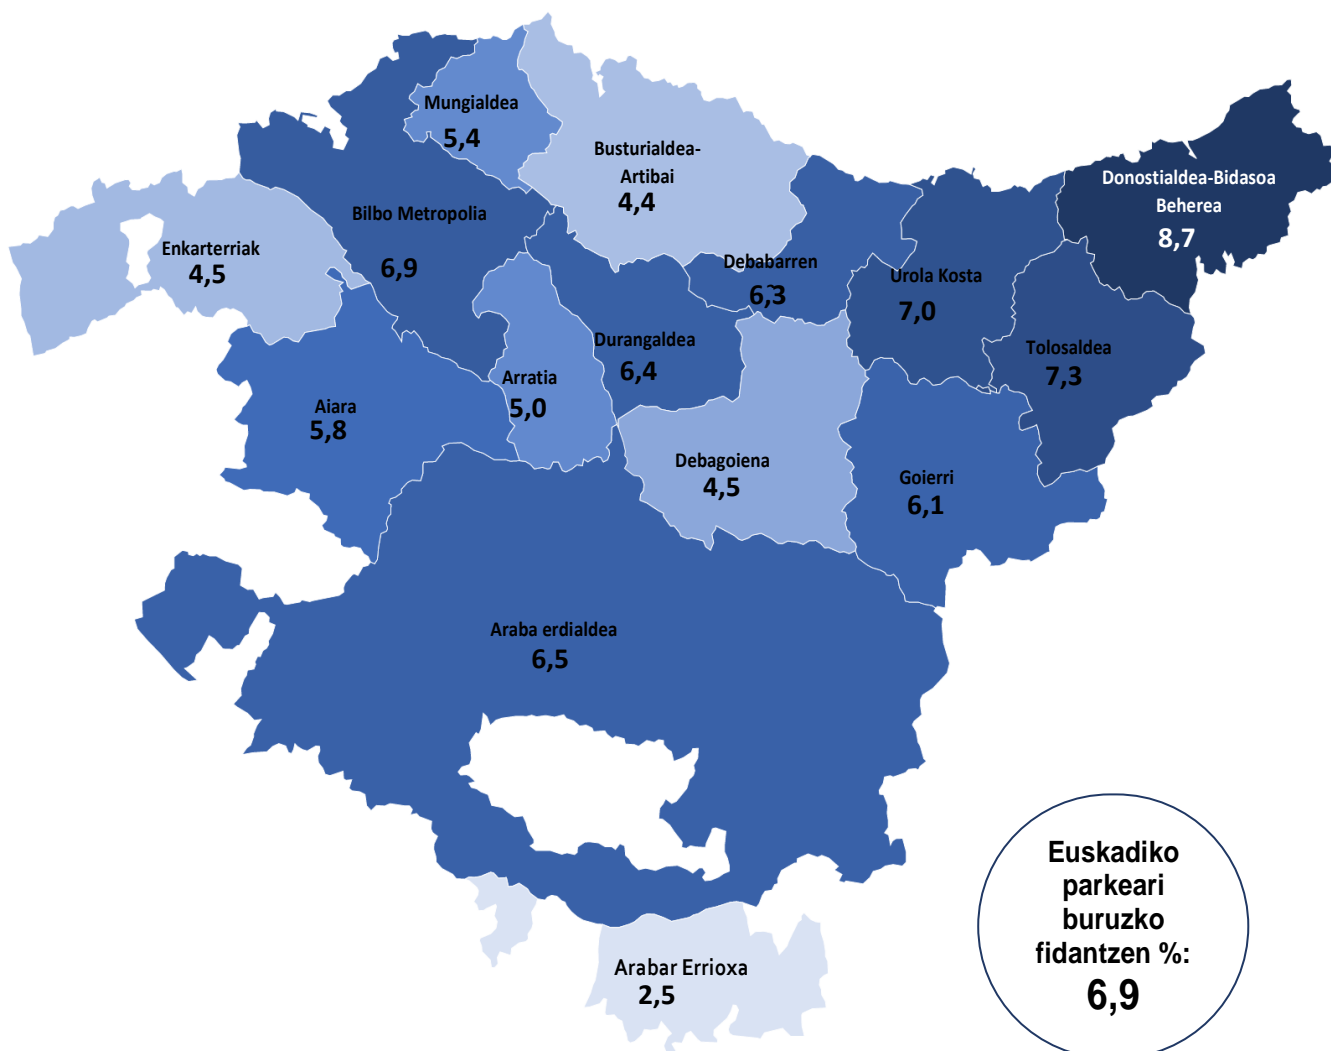 Mungialdea
5,4
Busturialdea-
Artibai
4,4
Donostialdea-Bidasoa
Beherea
8,7
Bilbo Metropolia
6,9
Enkarterriak
4,5
Debabarren
6,3
Urola Kosta
7,0
Durangaldea
6,4
Tolosaldea
7,3
Arratia
5,0
Aiara
5,8
Debagoiena
4,5
Goierri
6,1
Araba erdialdea
6,5
Arabar Errioxa
2,5
Euskadiko
parkeari
buruzko
fidantzen %:
6,9